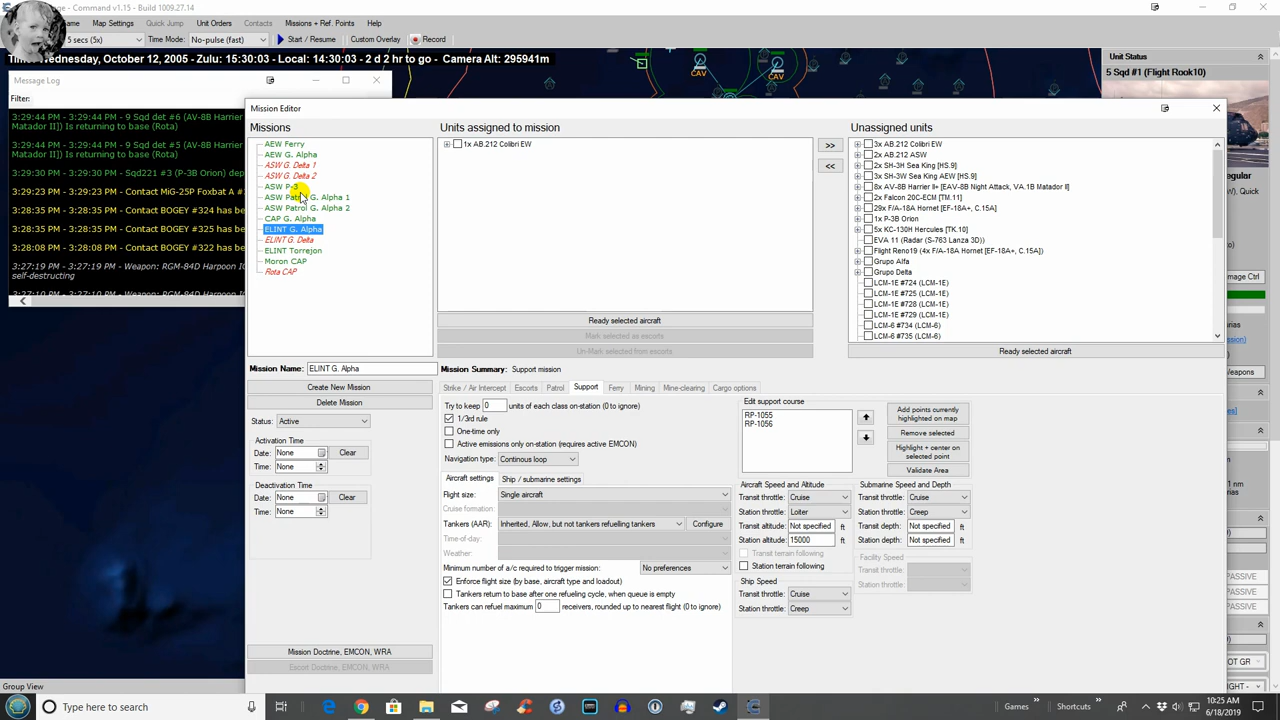 - Command v1.15 - Build 1009.27.14
Map Settings Quick Jump Unit Orders Contacts Missions + Ref. Points Help
5 secs (5x) Time Mode: No-pulse (fast) Start / Resume Custom Overlay Record
Wednesday, October 12, 2005 - Zulu: 15:30:03 - Local: 14:30:03 - 2 d 2 hr to go - Camera Alt: 295941m
CAV CAV
Unit Status
5 Sqd #1 (Flight Rook10)
Message Log
Filter:
3:29:44 PM - 3:29:44 PM - 9 Sqd det #6 (AV-8B Harrier
Matador II]) Is returning to base (Rota)
3:29:44 PM - 3:29:44 PM - 9 Sqd det #5 (AV-8B Harrier
Matador II]) Is returning to base (Rota)
3:29:30 PM - 3:29:30 PM - Sqd221 #3 (P-3B Orion) dep
3:29:23 PM - 3:29:23 PM - Contact MiG-25P Foxbat A #
3:28:35 PM - 3:28:35 PM - Contact BOGEY #324 has be
3:28:35 PM - 3:28:35 PM - Contact BOGEY #325 has be
3:28:08 PM - 3:28:08 PM - Contact BOGEY #322 has be
3:27:19 PM - 3:27:19 PM - Weapon: RGM-84D Harpoon IC
self-destructing
Mission Editor
Missions
AEW Ferry
AEW G. Alpha
ASW G. Delta 1
ASW G. Delta 2
ASW P-3
ASW Patrol G. Alpha 1
ASW Patrol G. Alpha 2
CAP G. Alpha
ELINT G. Alpha
ELINT G. Delta
ELINT Torrejon
Moron CAP
Rota CAP
Units assigned to mission
1x AB.212 Colibri EW
>>
<<
Unassigned units
3x AB.212 Colibri EW
2x AB.212 ASW
2x SH-3H Sea King [HS.9]
3x SH-3W Sea King AEW [HS.9]
8x AV-8B Harrier II+ [EAV-8B Night Attack, VA.1B Matador II]
2x Falcon 20C-ECM [TM.11]
29x F/A-18A Hornet [EF-18A, C.15A]
1x P-3B Orion
5x KC-130H Hercules [TK.10]
EVA 11 (Radar (S-763 Lanza 3D))
Flight Reno19 (4x F/A-18A Hornet [EF-18A+, C.15A])
Grupo Alfa
Grupo Delta
LCM-1E #724 (LCM-1E)
LCM-1E #725 (LCM-1E)
LCM-1E #728 (LCM-1E)
LCM-1E #729 (LCM-1E)
LCM-6 #734 (LCM-6)
LCM-6 #735 (LCM-6)
Ready selected aircraft
Mark selected as escorts
Un-Mark selected from escorts
Ready selected aircraft
Mission Name: ELINT G. Alpha
Create New Mission
Delete Mission
Status: Active
Activation Time
Date: None Clear
Time: None
Deactivation Time
Date: None Clear
Time: None
Mission Doctrine, EMCON, WRA
Escort Doctrine, EMCON, WRA
Mission Summary: Support mission
Strike / Air Intercept Escorts Patrol Support Ferry Mining Mine-clearing Cargo options
Try to keep 0 units of each class on-station (0 to ignore)
1/3rd rule
One-time only
Active emissions only on-station (requires active EMCON)
Navigation type: Continous loop
Aircraft settings Ship / submarine settings
Flight size: Single aircraft
Cruise formation:
Tankers (AAR): Inherited, Allow, but not tankers refuelling tankers Configure
Time-of-day:
Weather:
Minimum number of a/c required to trigger mission: No preferences
Enforce flight size (by base, aircraft type and loadout)
Tankers return to base after one refueling cycle, when queue is empty
Tankers can refuel maximum 0 receivers, rounded up to nearest flight (0 to ignore)
Edit support course
RP-1055
RP-1056
Add points currently
highlighted on map
Remove selected
Highlight + center on
selected point
Validate Area
Aircraft Speed and Altitude
Transit throttle: Cruise
Station throttle: Loiter
Transit altitude: Not specified ft
Station altitude: 15000 ft
Transit terrain following
Station terrain following
Ship Speed
Transit throttle: Cruise
Station throttle: Creep
Submarine Speed and Depth
Transit throttle: Cruise
Station throttle: Creep
Transit depth: Not specified ft
Station depth: Not specified ft
Facility Speed
Transit throttle:
Station throttle:
Group View
Type here to search
Games Shortcuts
10:25 AM
6/18/2019